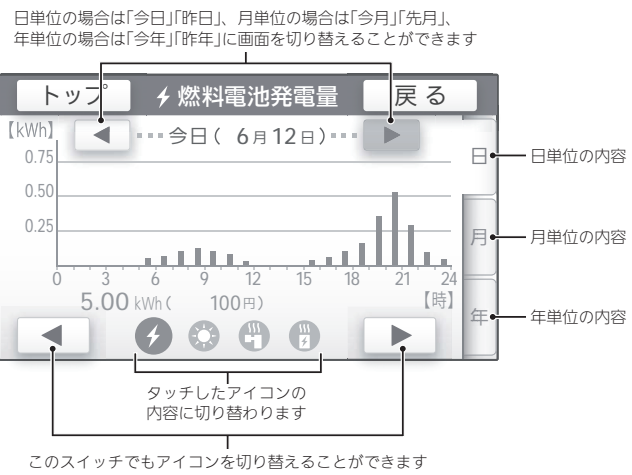 日単位の場合は「今日」「昨日」、月単位の場合は「今月」「先月」、
年単位の場合は「今年」「昨年」に画面を切り替えることができます
トップ
燃料電池発電量
戻る
【kWh】
今日( 6月12日)
0.75
0.50
0.25
0 3 6 9 12 15 18 21 24
5.00 kWh( 100円)
【時】
日
日単位の内容
月
月単位の内容
年
年単位の内容
タッチしたアイコンの
内容に切り替わります
このスイッチでもアイコンを切り替えることができます